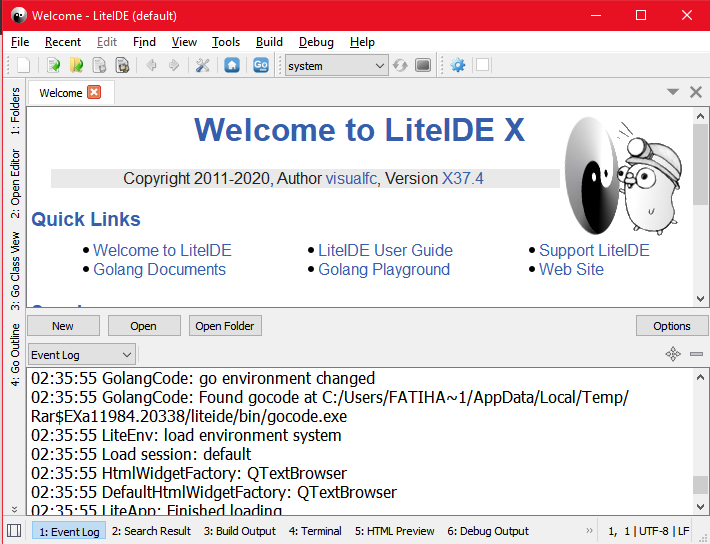 Welcome - LiteIDE (default)
File Recent Edit Find View Tools Build Debug Help
Go system
Welcome
1: Folders
2: Open Editor
3: Go Class View
4: Go Outline
Welcome to LiteIDE X
Copyright 2011-2020, Author visualfc, Version X37.4
Quick Links
Welcome to LiteIDE LiteIDE User Guide Support LiteIDE
Golang Documents Golang Playground Web Site
New Open Open Folder Options
Event Log
02:35:55 GolangCode: go environment changed
02:35:55 GolangCode: Found gocode at C:/Users/FATIHA~1/AppData/Local/Temp/
Rar$EXa11984.20338/liteide/bin/gocode.exe
02:35:55 LiteEnv: load environment system
02:35:55 Load session: default
02:35:55 HtmlWidgetFactory: QTextBrowser
02:35:55 DefaultHtmlWidgetFactory: QTextBrowser
02:35:55 LiteApp: Finished loading
1: Event Log 2: Search Result 3: Build Output 4: Terminal 5: HTML Preview 6: Debug Output » 1, 1 | UTF-8 | LF